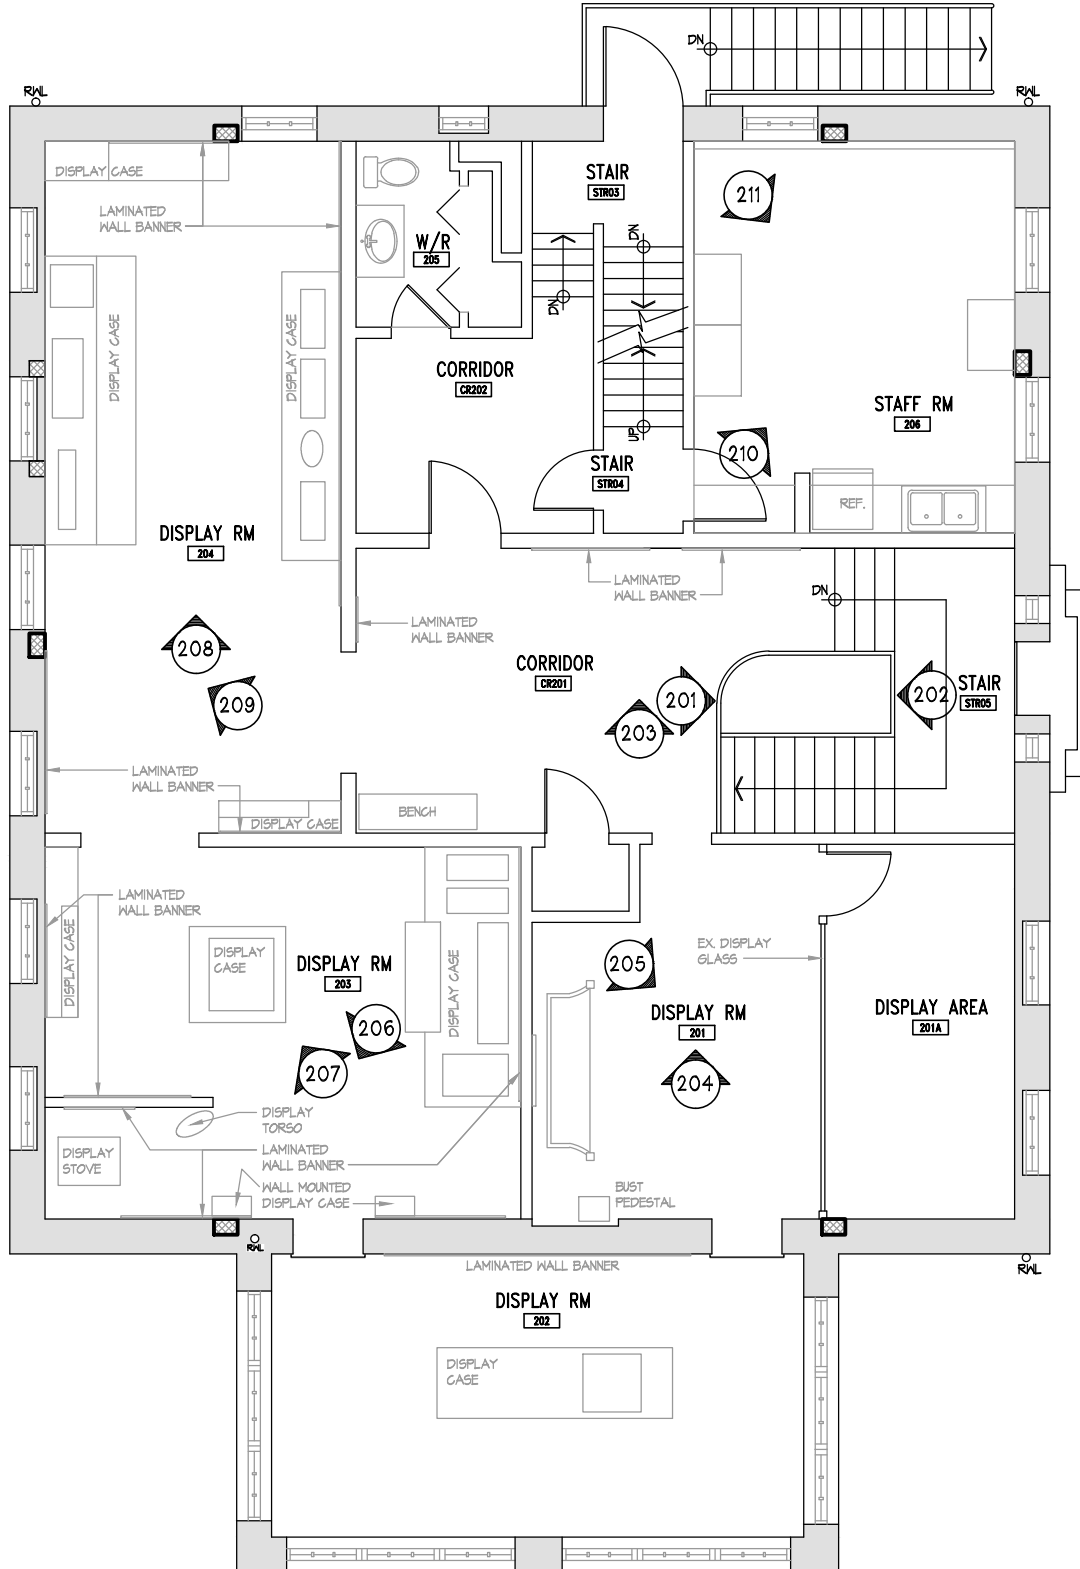 DN
RWL
RWL
DISPLAY CASE
STAIR
STR03
211
LAMINATED
WALL BANNER
W/R
205
DN
DN
DISPLAY CASE
DISPLAY CASE
CORRIDOR
CR202
STAFF RM
206
UP
210
STAIR
STR04
REF.
DISPLAY RM
204
LAMINATED
WALL BANNER
DN
LAMINATED
WALL BANNER
208
CORRIDOR
CR201
201
202
STAIR
STR05
209
203
LAMINATED
WALL BANNER
BENCH
DISPLAY CASE
LAMINATED
WALL BANNER
DISPLAY CASE
DISPLAY
CASE
DISPLAY CASE
DISPLAY RM
203
205
EX. DISPLAY
GLASS
DISPLAY RM
201
DISPLAY AREA
201A
206
207
204
DISPLAY
TORSO
DISPLAY
STOVE
LAMINATED
WALL BANNER
WALL MOUNTED
DISPLAY CASE
BUST
PEDESTAL
RWL
RWL
LAMINATED WALL BANNER
DISPLAY RM
202
DISPLAY
CASE